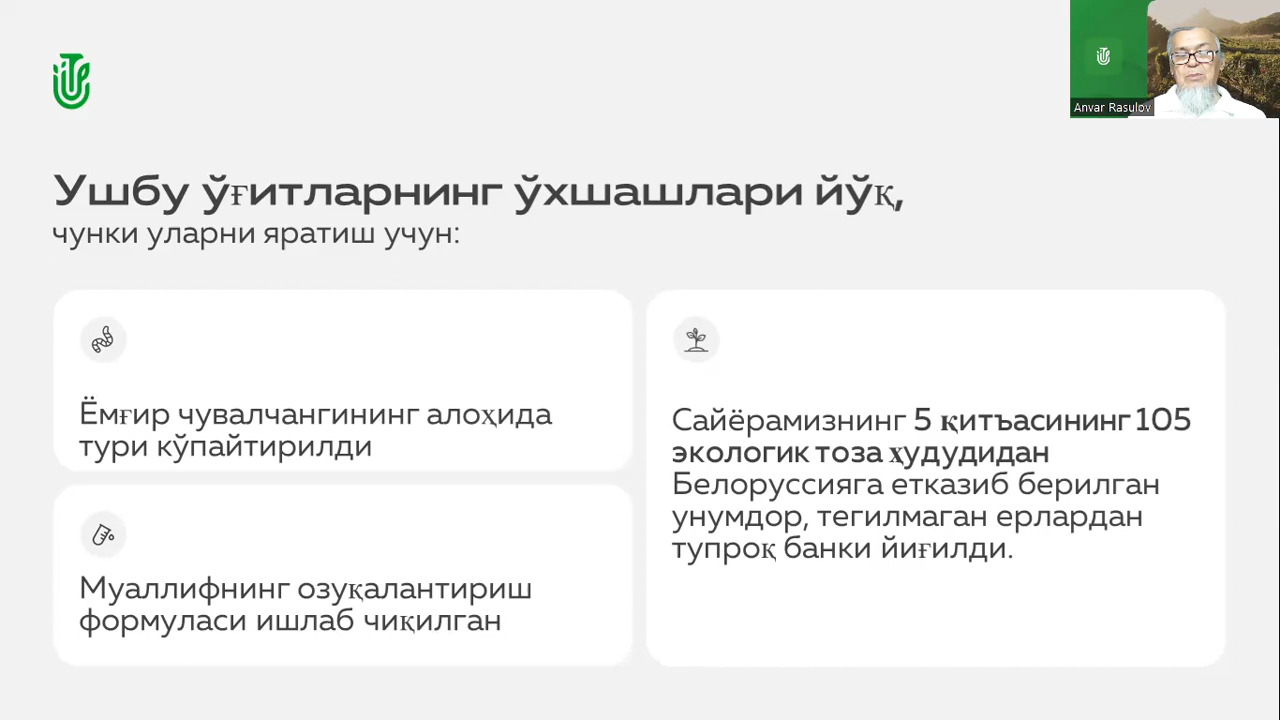 Anvar Rasulov
Ушбу ўғитларнинг ўхшашлари йўқ,
чунки уларни яратиш учун:
Ёмғир чувалчангининг алоҳида
тури кўпайтирилди
Муаллифнинг озуқалантириш
формуласи ишлаб чиқилган
Сайёрамизнинг 5 қитъасининг 105
экологик тоза ҳудудидан
Белоруссияга етказиб берилган
унумдор, тегилмаган ерлардан
тупроқ банки йиғилди.